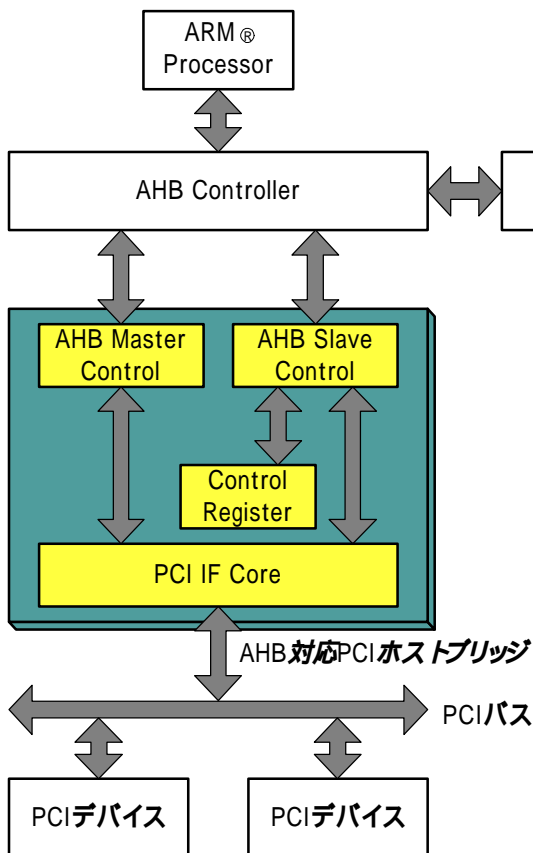 ARM®
Processor
AHB Controller
AHB Master
Control
AHB Slave
Control
Control
Register
PCI IF Core
AHB対応PCIホストブリッジ
PCIバス
PCIデバイス
PCIデバイス